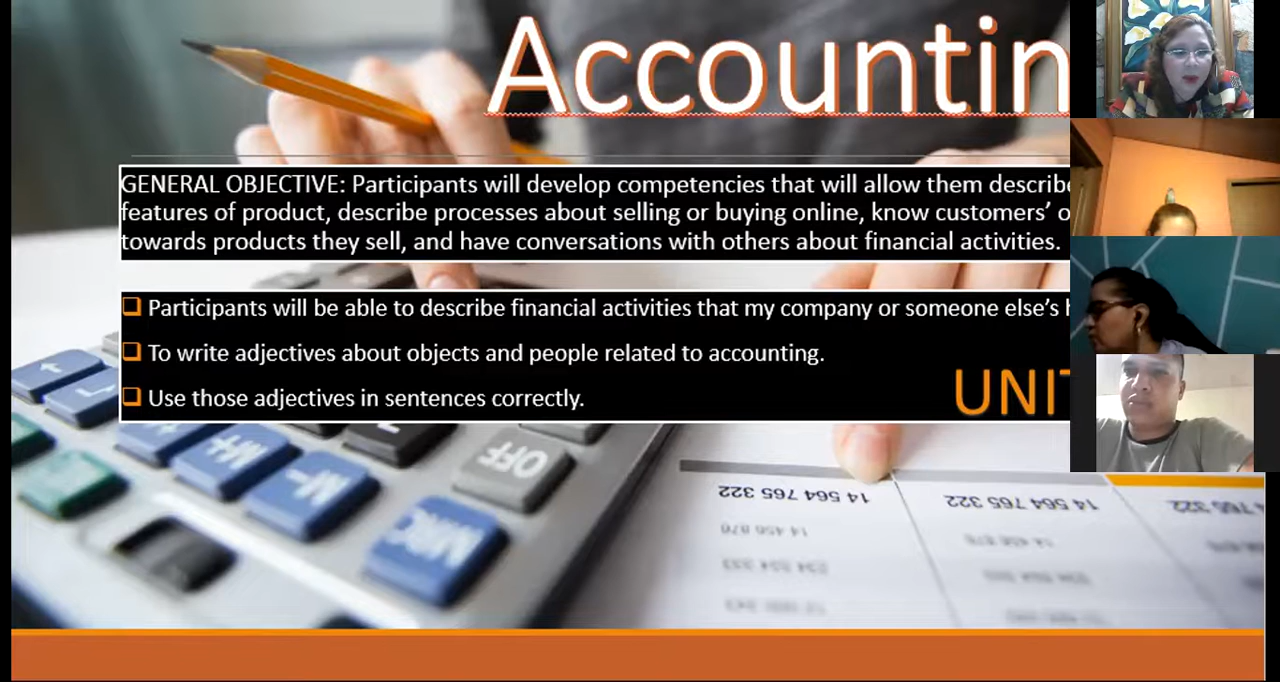 Accountin
GENERAL OBJECTIVE: Participants will develop competencies that will allow them describe
features of product, describe processes about selling or buying online, know customers’ o
towards products they sell, and have conversations with others about financial activities.
❑ Participants will be able to describe financial activities that my company or someone else’s h
❑ To write adjectives about objects and people related to accounting.
❑ Use those adjectives in sentences correctly.
UNIT
OFF
M+
M-
MRC
14 564 765 322
14 564 765 322